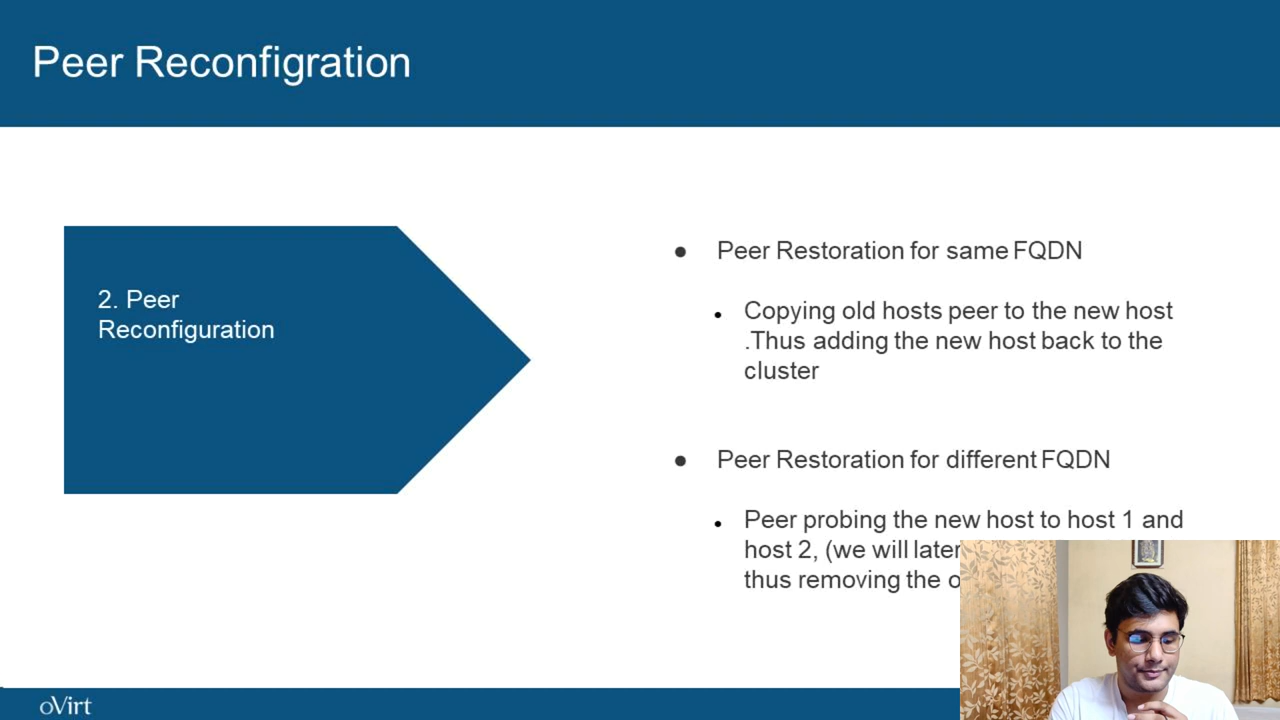 Peer Reconfigration
2. Peer
Reconfiguration
● Peer Restoration for same FQDN
• Copying old hosts peer to the new host
.Thus adding the new host back to the
cluster
● Peer Restoration for different FQDN
• Peer probing the new host to host 1 and
host 2, (we will later
thus removing the
oVirt